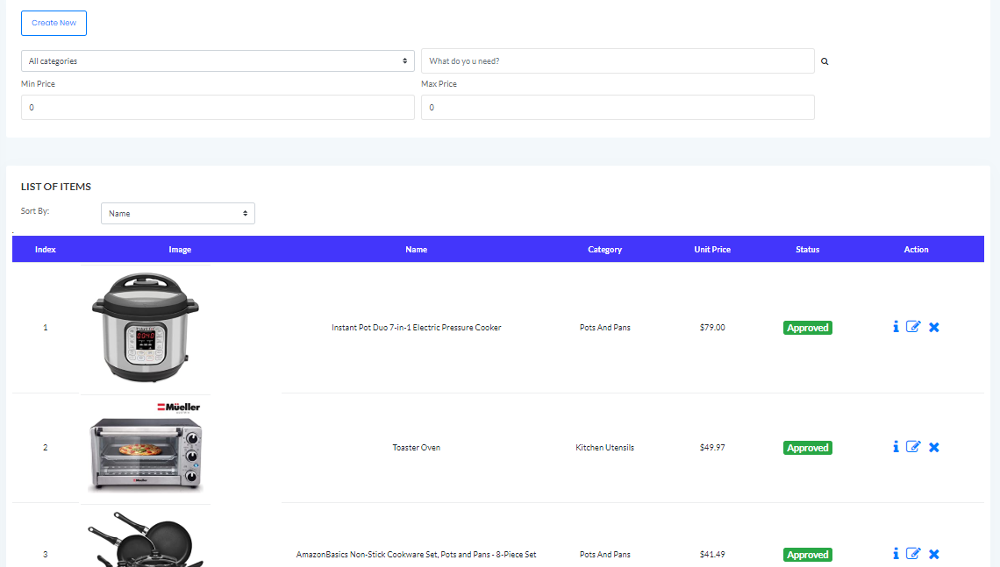 Create New
All categories
What do yo u need?
Min Price
Max Price
0
0
LIST OF ITEMS
Sort By:
Name
Index Image Name Category Unit Price Status Action
1 Instant Pot Duo 7-in-1 Electric Pressure Cooker Pots And Pans $79.00 Approved
Mueller
2 Toaster Oven Kitchen Utensils $49.97 Approved
3 AmazonBasics Non-Stick Cookware Set, Pots and Pans - 8-Piece Set Pots And Pans $41.49 Approved